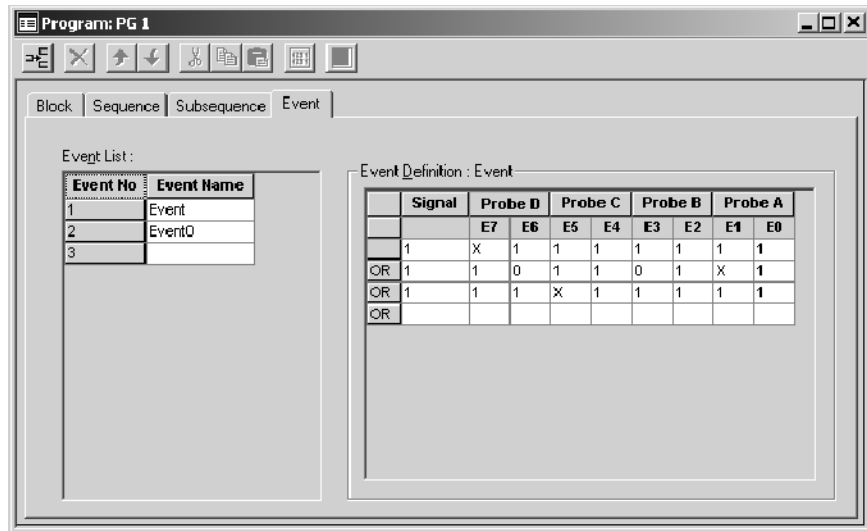 Program: PG 1
Block Sequence Subsequence Event
Event List :
Event No Event Name
1 Event
2 Event0
3
Event Definition : Event
Signal Probe D Probe C Probe B Probe A
E7 E6 E5 E4 E3 E2 E1 E0
1 X 1 1 1 1 1 1 1
OR 1 1 0 1 1 0 1 X 1
OR 1 1 1 X 1 1 1 1 1
OR